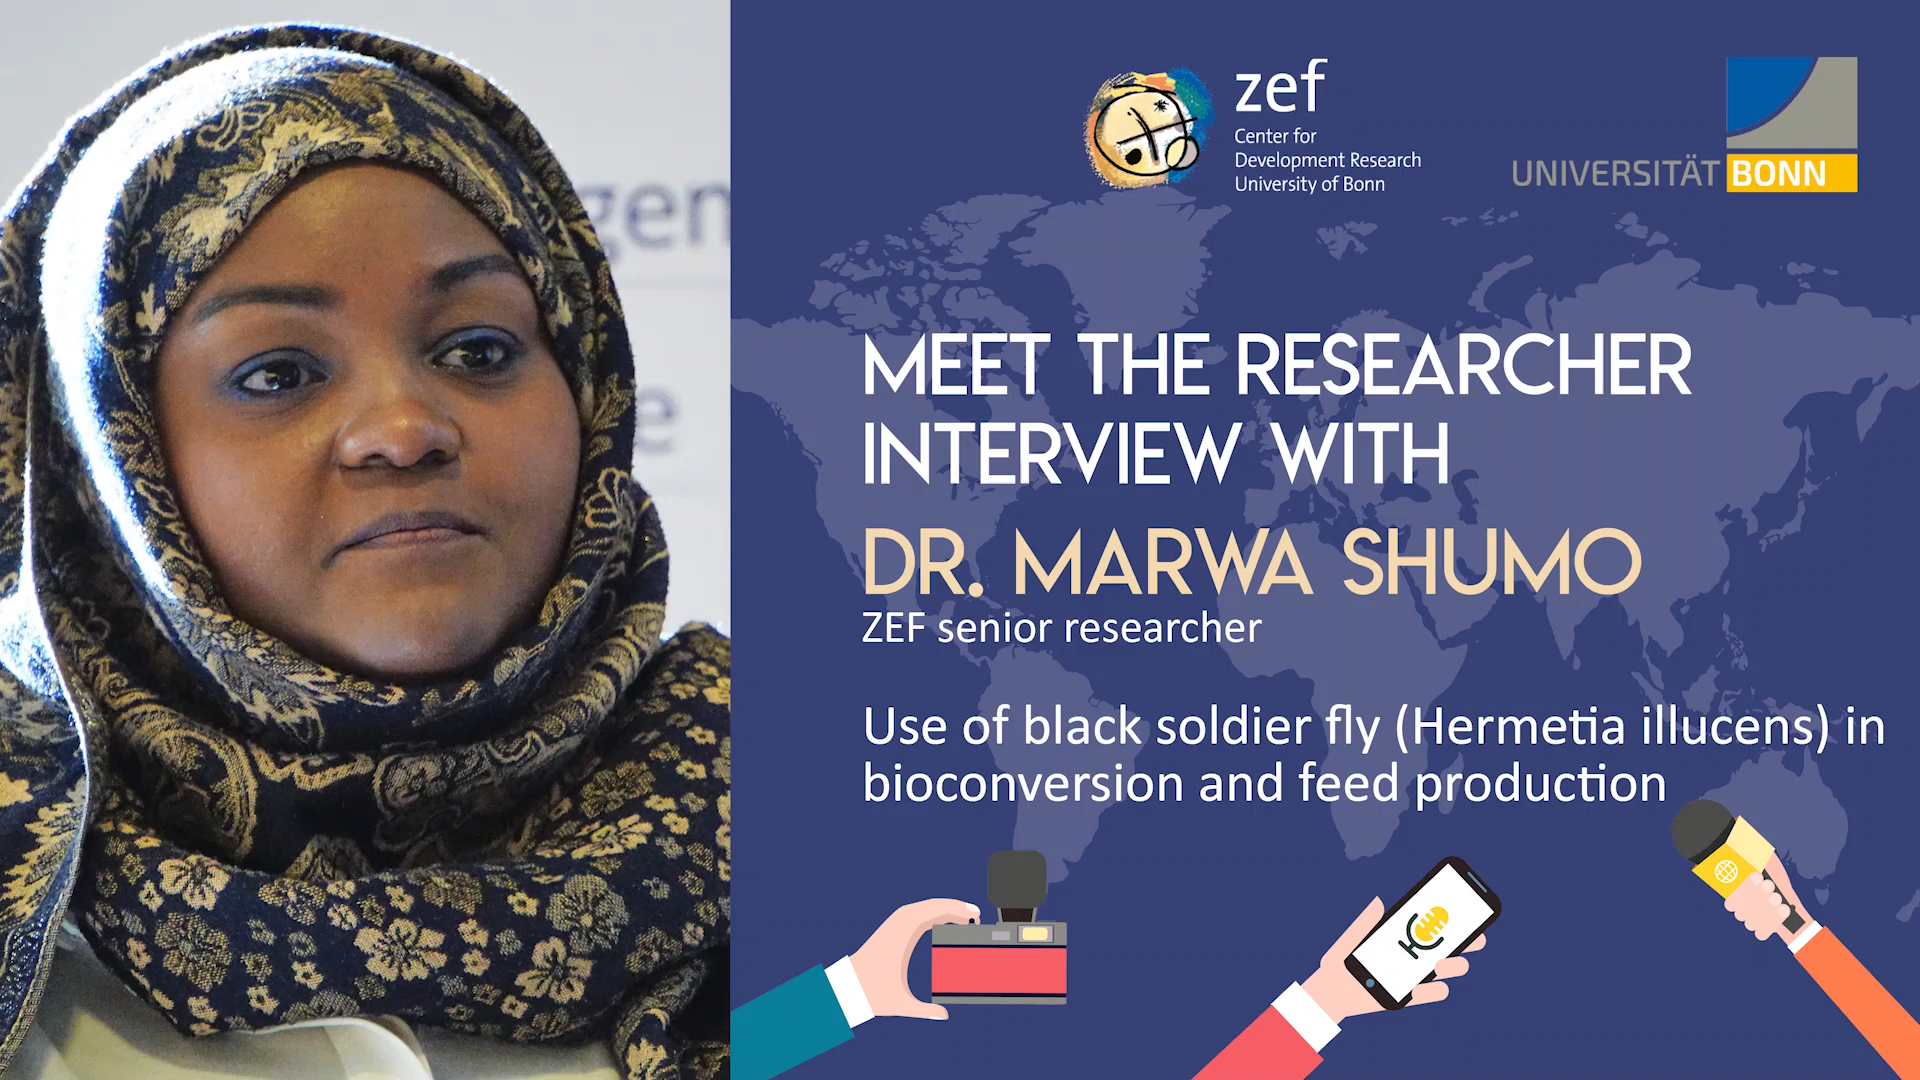 gen
e
zef
Center for
Development Research
University of Bonn
UNIVERSITÄT BONN
MEET THE RESEARCHER
INTERVIEW WITH
DR. MARWA SHUMO
ZEF senior researcher
Use of black soldier fly (Hermetia illucens) in
bioconversion and feed production